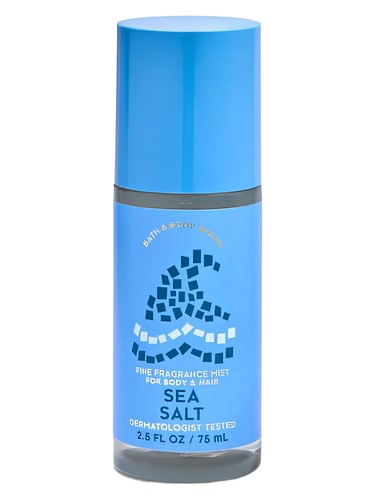 BATH & BODY WORKS
FINE FRAGRANCE MIST
FOR BODY & HAIR
SEA
SALT
DERMATOLOGIST TESTED
2.5 FL OZ / 75 mL